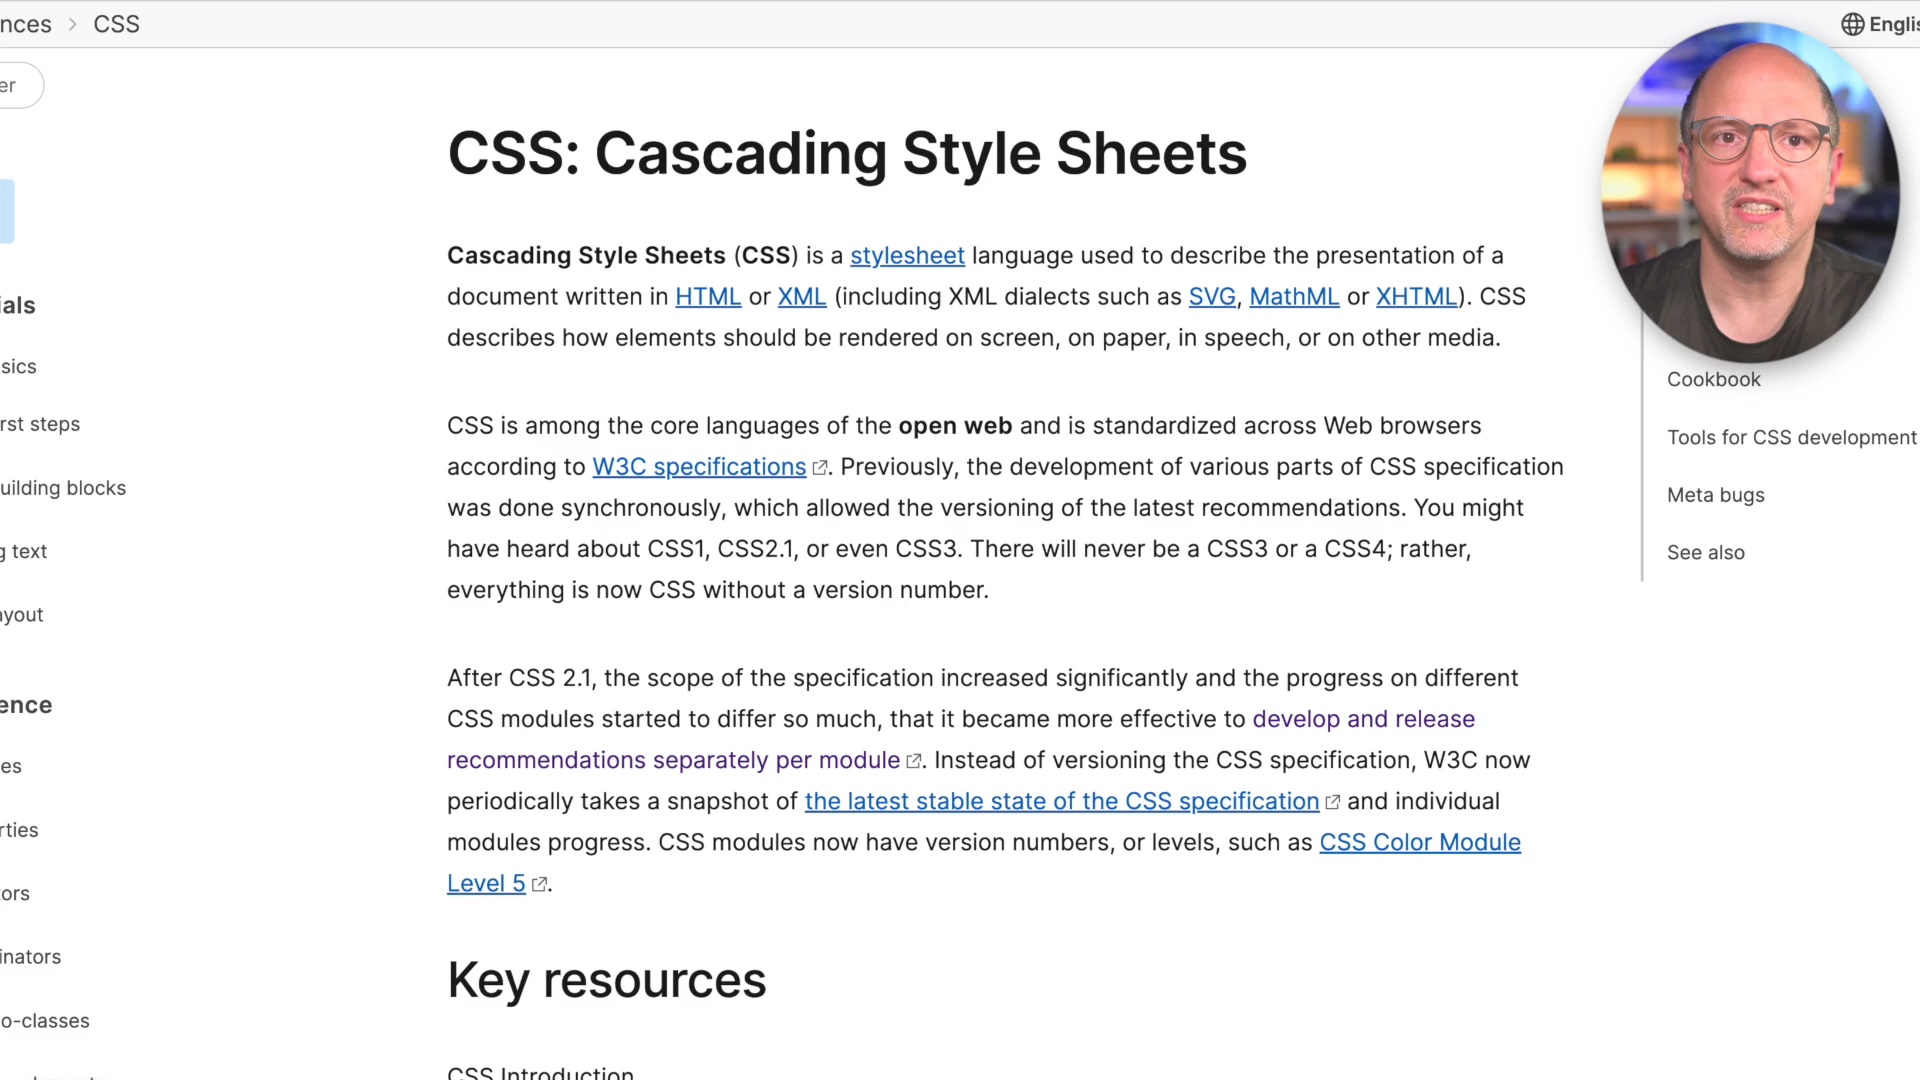 nces > CSS
Englis
er
CSS: Cascading Style Sheets
Cascading Style Sheets (CSS) is a stylesheet language used to describe the presentation of a
document written in HTML or XML (including XML dialects such as SVG, MathML or XHTML). CSS
describes how elements should be rendered on screen, on paper, in speech, or on other media.
CSS is among the core languages of the open web and is standardized across Web browsers
according to W3C specifications. Previously, the development of various parts of CSS specification
was done synchronously, which allowed the versioning of the latest recommendations. You might
have heard about CSS1, CSS2.1, or even CSS3. There will never be a CSS3 or a CSS4; rather,
everything is now CSS without a version number.
After CSS 2.1, the scope of the specification increased significantly and the progress on different
CSS modules started to differ so much, that it became more effective to develop and release
recommendations separately per module. Instead of versioning the CSS specification, W3C now
periodically takes a snapshot of the latest stable state of the CSS specification and individual
modules progress. CSS modules now have version numbers, or levels, such as CSS Color Module
Level 5.
Key resources
CSS Introduction
ials
sics
rst steps
uilding blocks
g text
ayout
ence
es
rties
tors
inators
o-classes
Cookbook
Tools for CSS development
Meta bugs
See also